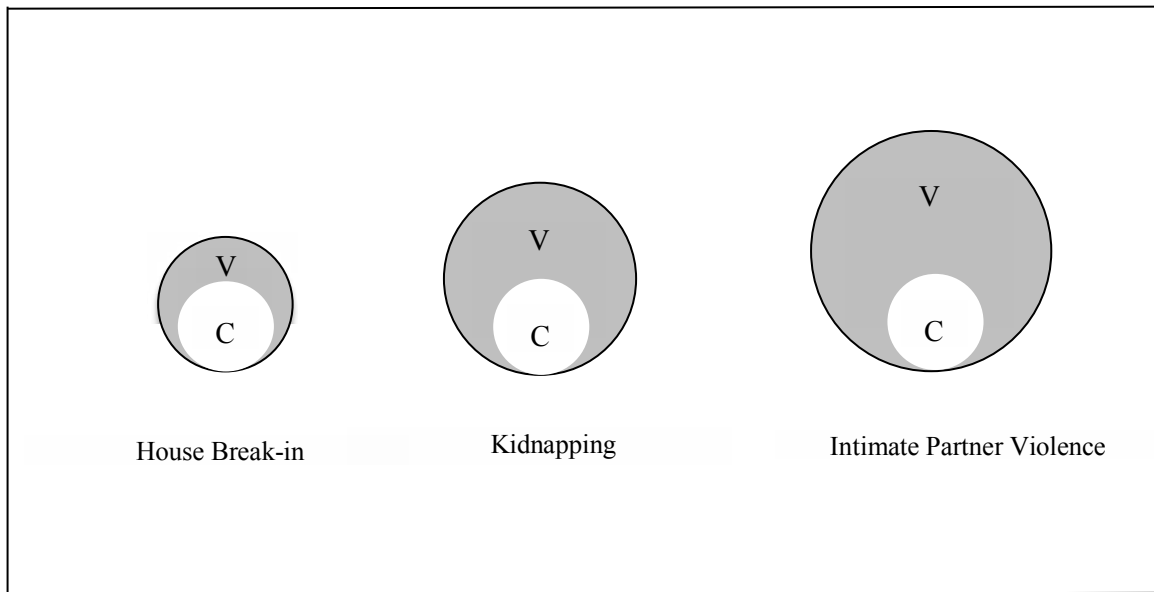 V
C
House Break-in
V
C
Kidnapping
V
C
Intimate Partner Violence